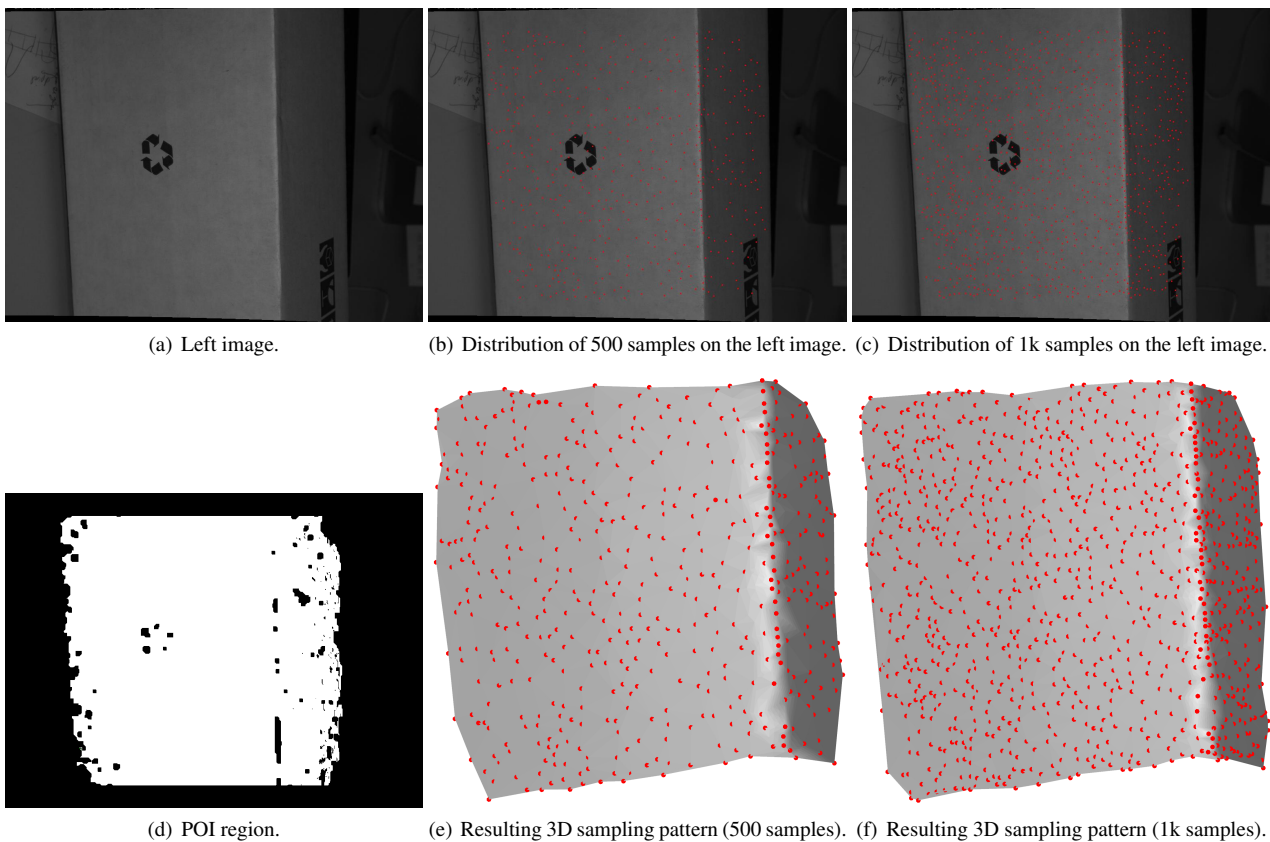 (a) Left image.
(b) Distribution of 500 samples on the left image.
(c) Distribution of 1k samples on the left image.
(d) POI region.
(e) Resulting 3D sampling pattern (500 samples).
(f) Resulting 3D sampling pattern (1k samples).